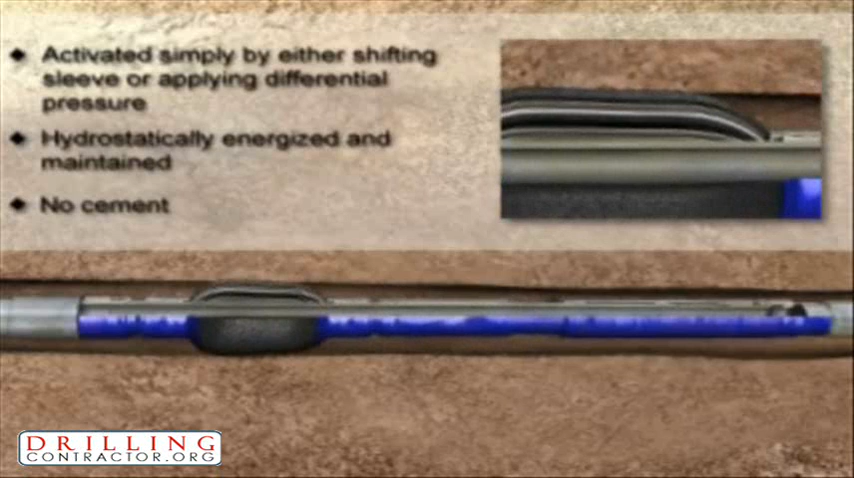 Activated simply by either shifting
sleeve or applying differential
pressure
Hydrostatically energized and
maintained
No cement
DRILLING
CONTRACTOR.ORG